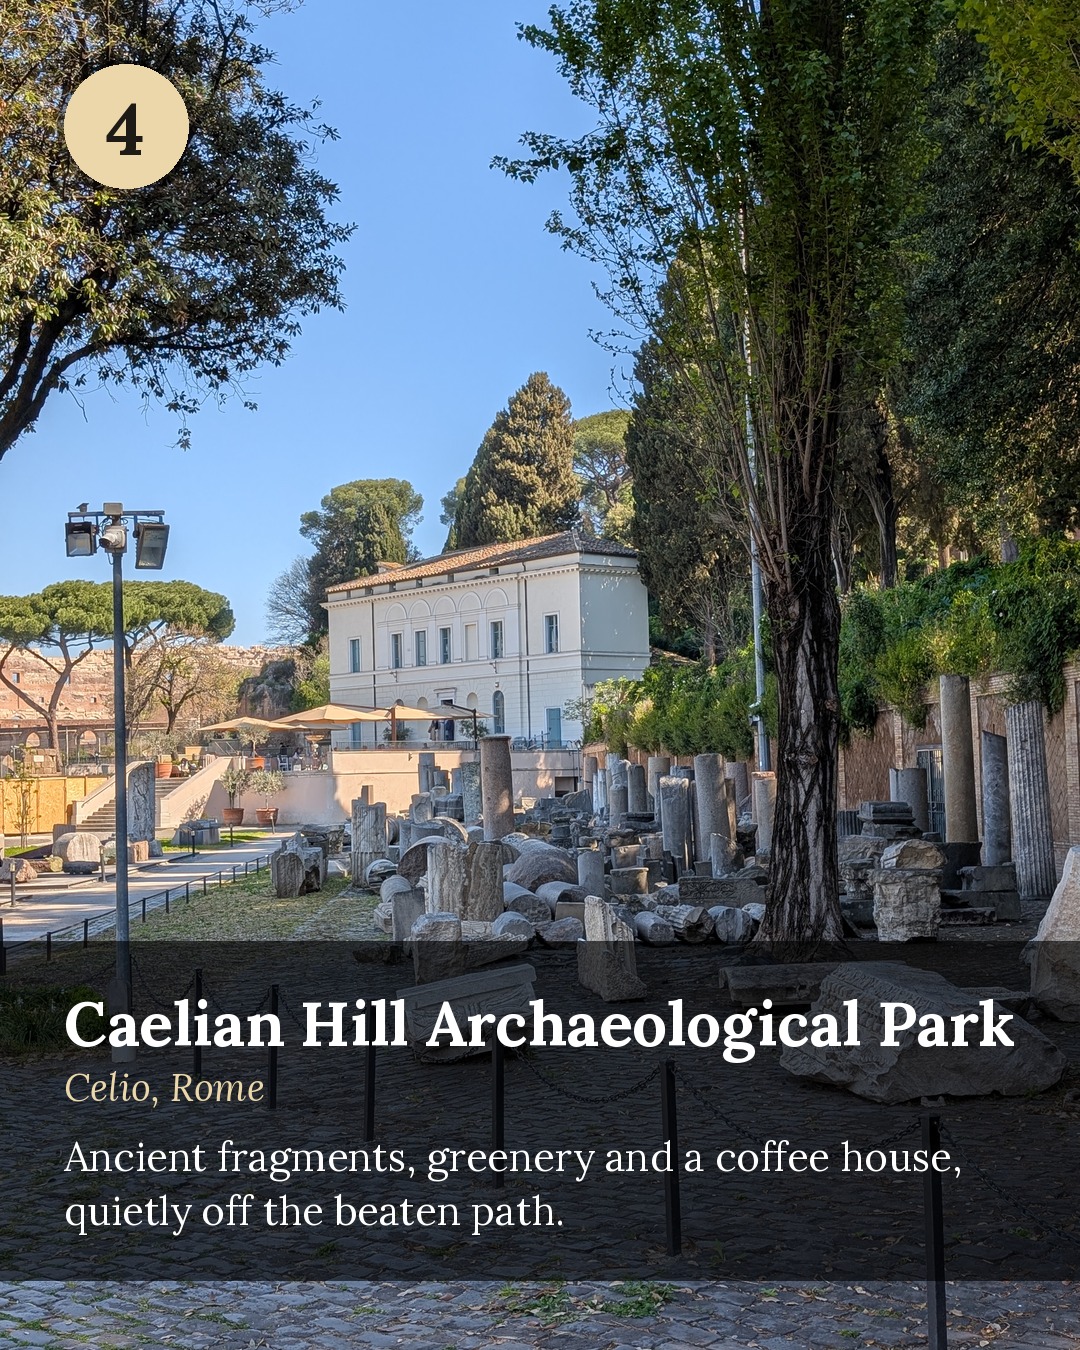 4
Caelian Hill Archaeological Park
Celio, Rome
Ancient fragments, greenery and a coffee house,
quietly off the beaten path.